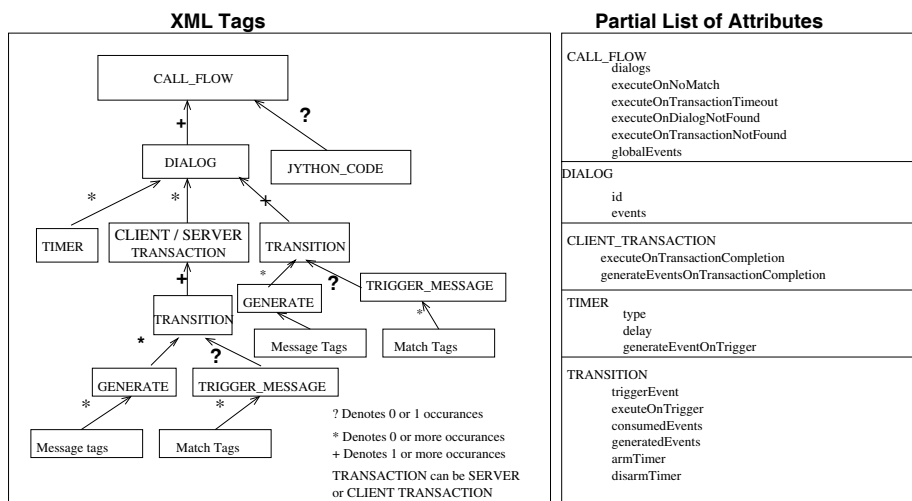 XML Tags
CALL_FLOW
?
+
DIALOG
JYTHON_CODE
*
*
+
TIMER
CLIENT / SERVER
TRANSACTION
TRANSITION
+
*
?
TRIGGER_MESSAGE
GENERATE
TRANSITION
*
Message Tags
Match Tags
*
?
GENERATE
TRIGGER_MESSAGE
*
*
Message tags
Match Tags
? Denotes 0 or 1 occurances
* Denotes 0 or more occurances
+ Denotes 1 or more occurances
TRANSACTION can be SERVER
or CLIENT TRANSACTION
Partial List of Attributes
CALL_FLOW
dialogs
executeOnNoMatch
executeOnTransactionTimeout
executeOnDialogNotFound
executeOnTransactionNotFound
globalEvents
DIALOG
id
events
CLIENT_TRANSACTION
executeOnTransactionCompletion
generateEventsOnTransactionCompletion
TIMER
type
delay
generateEventOnTrigger
TRANSITION
triggerEvent
exeuteOnTrigger
consumedEvents
generatedEvents
armTimer
disarmTimer